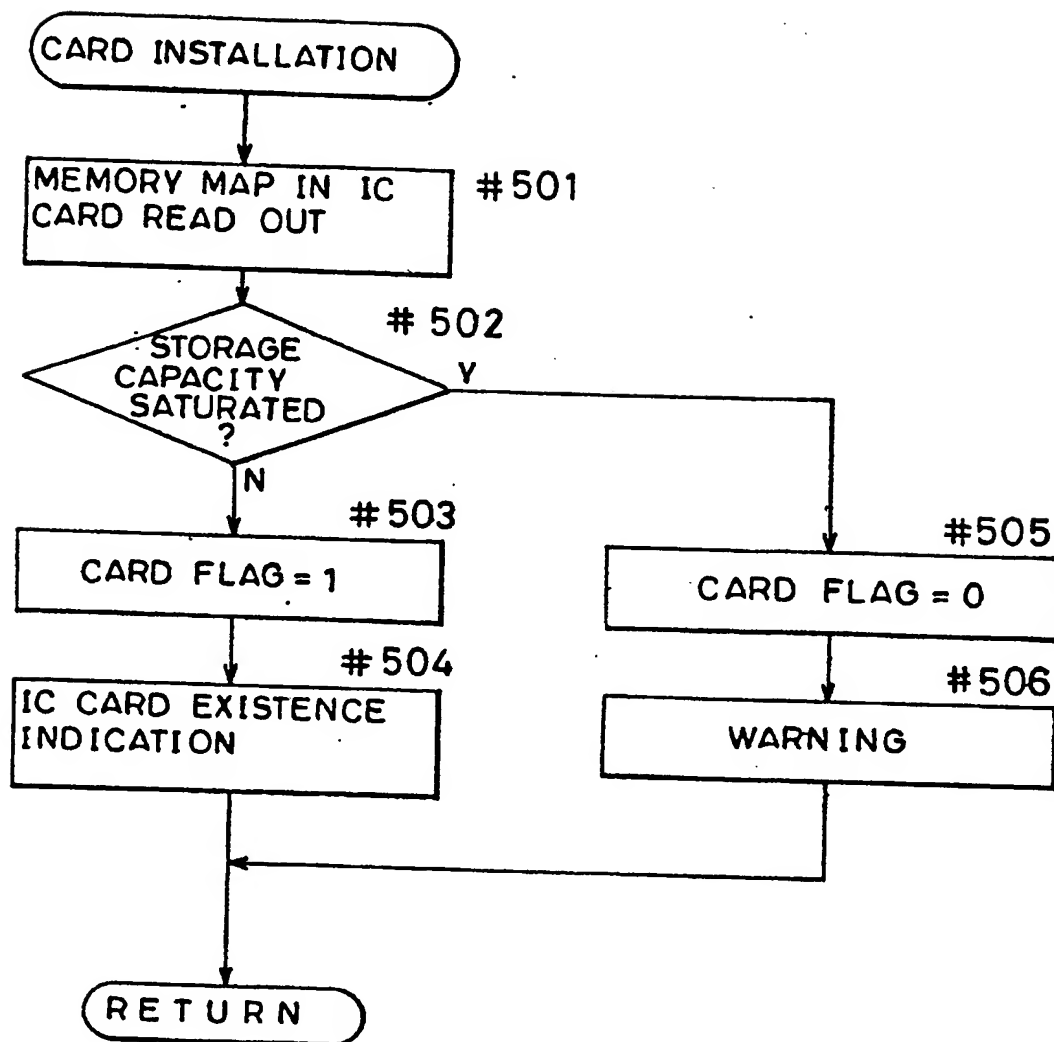 CARD INSTALLATION
MEMORY MAP IN IC
CARD READ OUT
#501
#502
STORAGE
CAPACITY
SATURATED
?
Y
N
#503
CARD FLAG = 1
#505
CARD FLAG = 0
#504
IC CARD EXISTENCE
INDICATION
#506
WARNING
RETURN